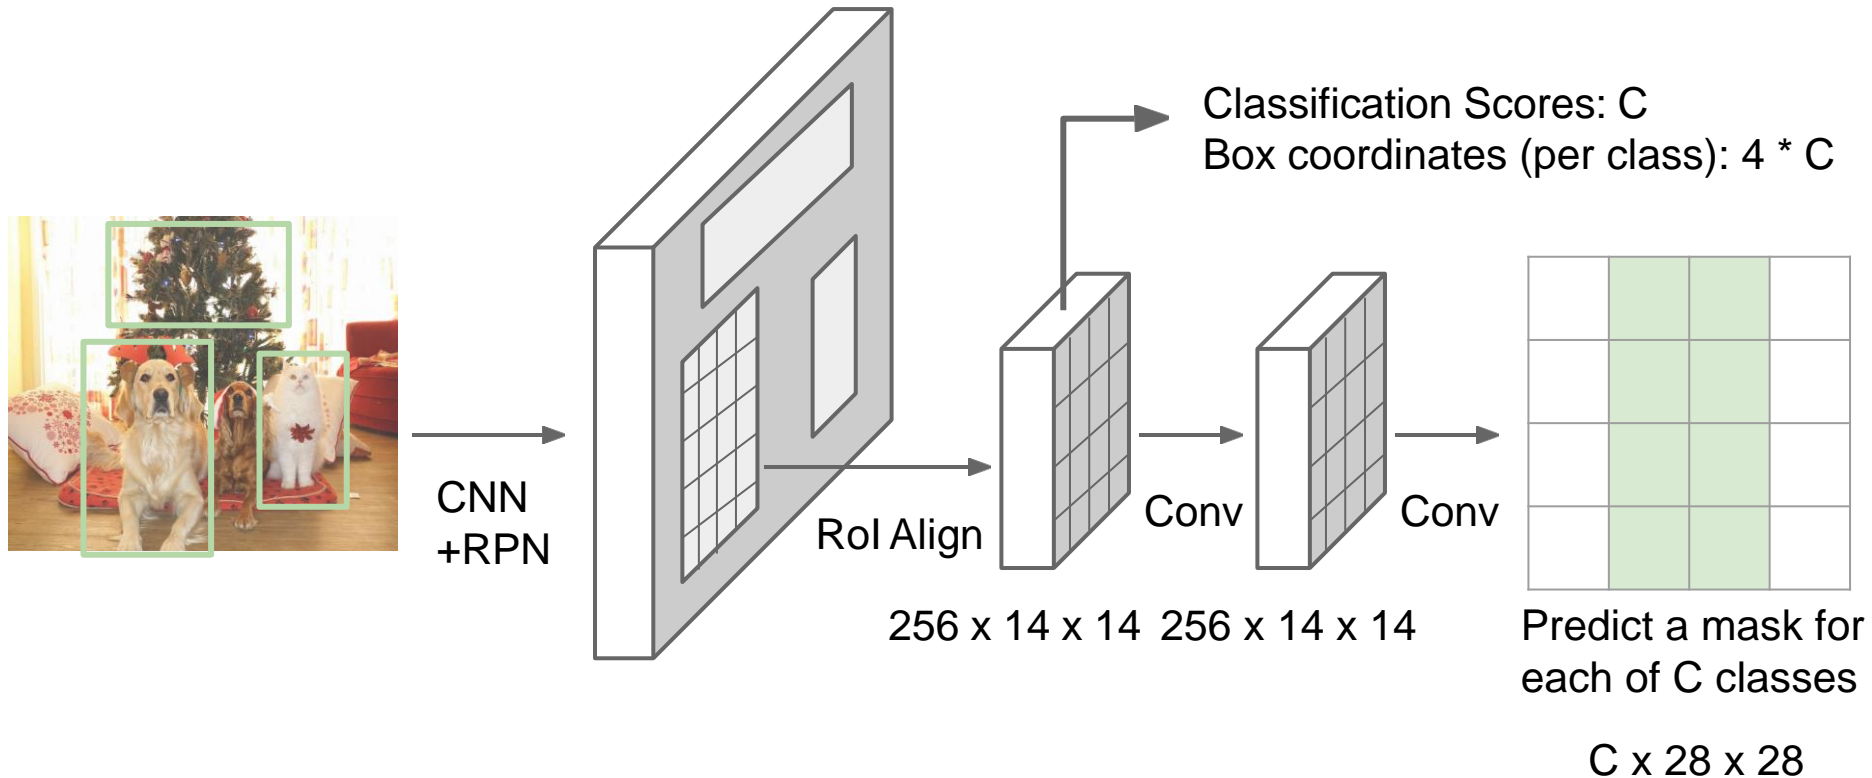 Classification Scores: C
Box coordinates (per class): 4 * C
CNN
+RPN
RoI Align
Conv
Conv
256 x 14 x 14
256 x 14 x 14
Predict a mask for
each of C classes
C x 28 x 28